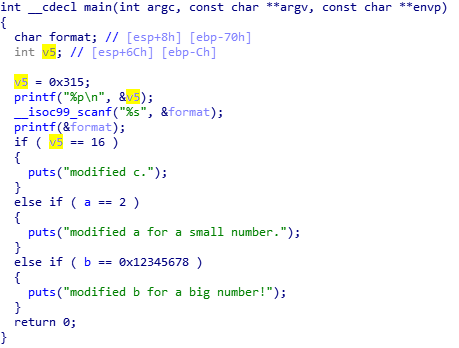 int __cdecl main(int argc, const char **argv, const char **envp)
{
  char format; // [esp+8h] [ebp-70h]
  int v5; // [esp+6Ch] [ebp-Ch]

  v5 = 0x315;
  printf("%p\n", &v5);
  __isoc99_scanf("%s", &format);
  printf(&format);
  if ( v5 == 16 )
  {
    puts("modified c.");
  }
  else if ( a == 2 )
  {
    puts("modified a for a small number.");
  }
  else if ( b == 0x12345678 )
  {
    puts("modified b for a big number!");
  }
  return 0;
}